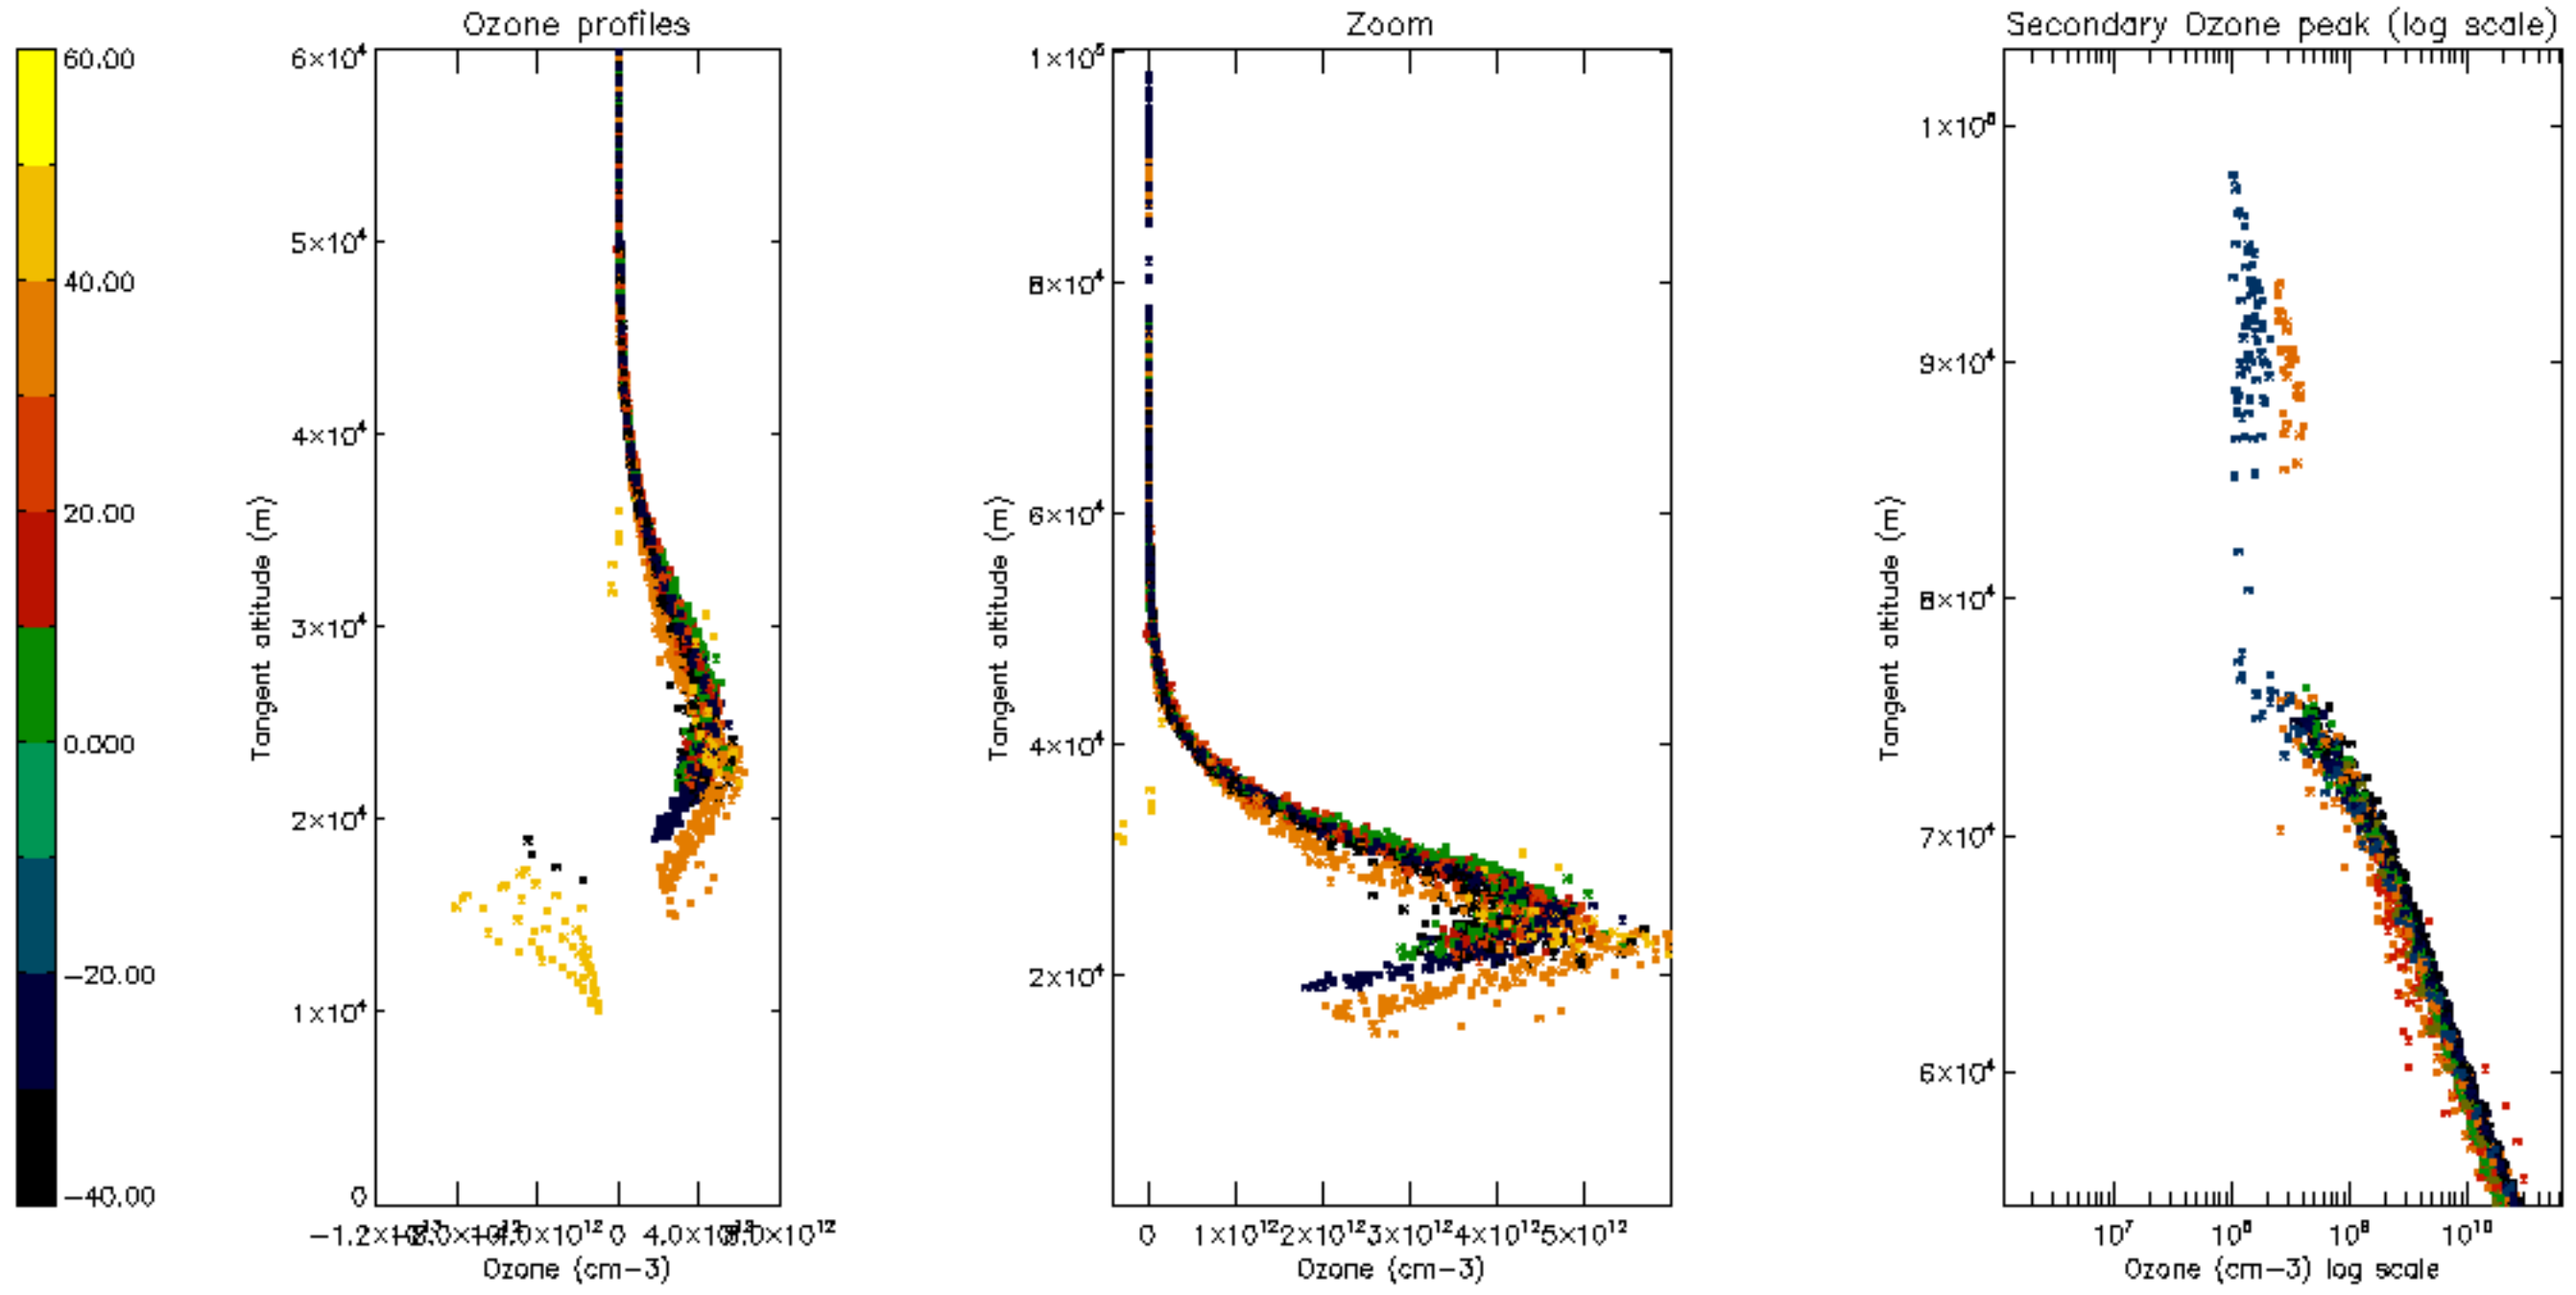 Ozone profiles
Zoom
Secondary Ozone peak (log scale)
60.00
40.00
20.00
0.000
−20.00
−40.00
6×10⁴
5×10⁴
4×10⁴
3×10⁴
2×10⁴
1×10⁴
0
Tangent altitude (m)
0
Ozone (cm−3)
1×10⁵
8×10⁴
6×10⁴
4×10⁴
2×10⁴
Tangent altitude (m)
0 1×10¹² 2×10¹² 3×10¹² 4×10¹² 5×10¹²
Ozone (cm−3)
9×10⁴
8×10⁴
7×10⁴
6×10⁴
Tangent altitude (m)
10⁷ 10⁸ 10⁹ 10¹⁰
Ozone (cm−3) log scale